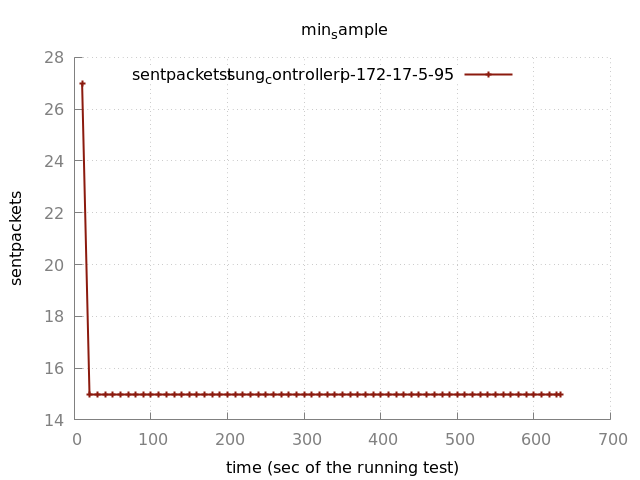 min_sample
28
sentpacketstsung_controllerip-172-17-5-95
26
24
22
20
18
16
14
0 100 200 300 400 500 600 700
sentpackets
time (sec of the running test)